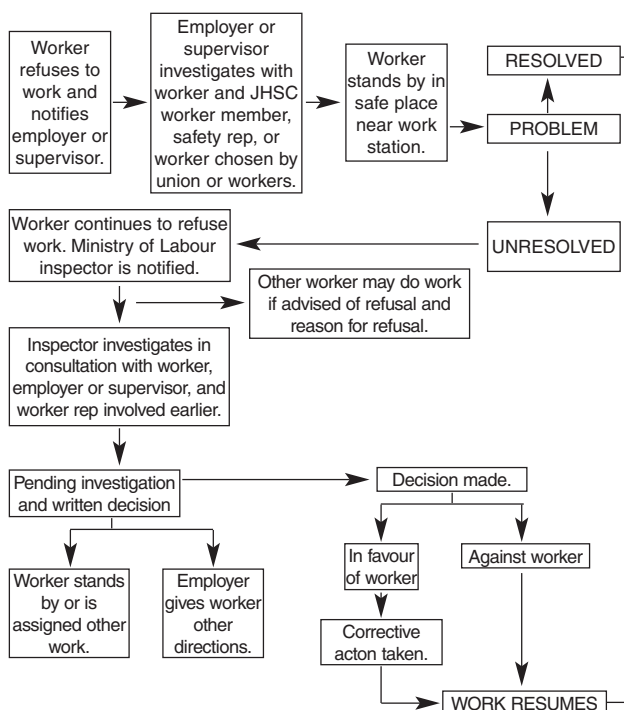 Worker
refuses to
work and
notifies
employer or
supervisor.
Employer or
supervisor
investigates with
worker and JHSC
worker member,
safety rep, or
worker chosen by
union or workers.
Worker
stands by in
safe place
near work
station.
RESOLVED
PROBLEM
UNRESOLVED
Worker continues to refuse
work. Ministry of Labour
inspector is notified.
Other worker may do work
if advised of refusal and
reason for refusal.
Inspector investigates in
consultation with worker,
employer or supervisor, and
worker rep involved earlier.
Pending investigation
and written decision
Decision made.
Worker stands
by or is
assigned other
work.
Employer
gives worker
other
directions.
In favour
of worker
Against worker
Corrective
acton taken.
WORK RESUMES